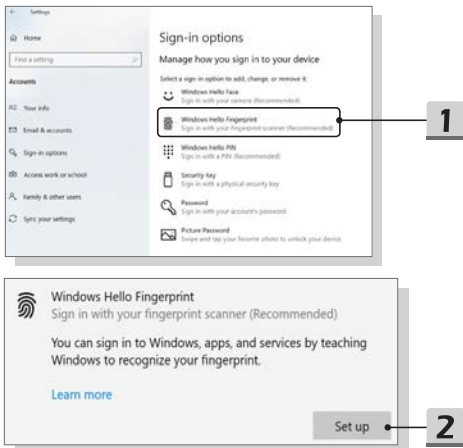 Settings
Home
Find a setting
Accounts
Your info
Email & accounts
Sign-in options
Access work or school
Family & other users
Sync your settings
Sign-in options
Manage how you sign in to your device
Select a sign-in option to add, change, or remove it.
Windows Hello Face
Sign in with your camera (Recommended)
Windows Hello Fingerprint
Sign in with your fingerprint scanner (Recommended)
Windows Hello PIN
Sign in with a PIN (Recommended)
Security Key
Sign in with a physical security key
Password
Sign in with your account's password
Picture Password
Swipe and tap your favorite photo to unlock your device
1
Windows Hello Fingerprint
Sign in with your fingerprint scanner (Recommended)
You can sign in to Windows, apps, and services by teaching
Windows to recognize your fingerprint.
Learn more
Set up
2